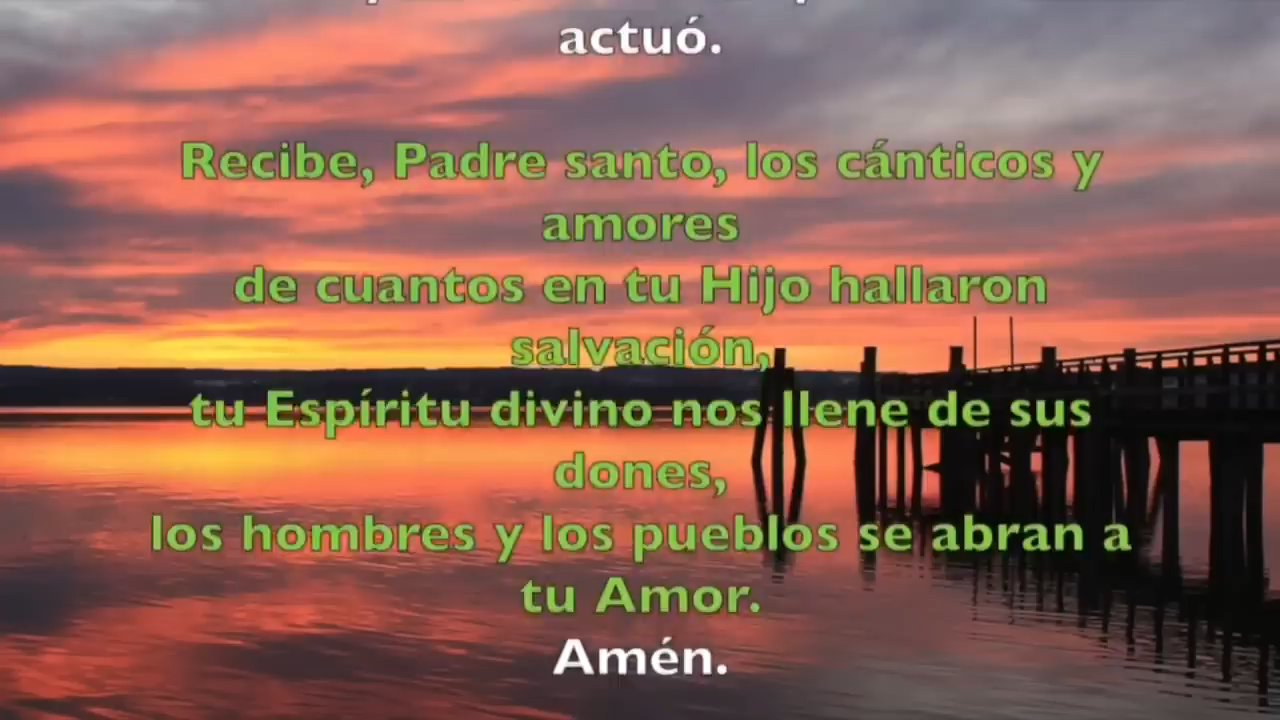 actuó.
Recibe, Padre santo, los cánticos y
amores
de cuantos en tu Hijo hallaron
salvación,
tu Espíritu divino nos llene de sus
dones,
los hombres y los pueblos se abran a
tu Amor.
Amén.